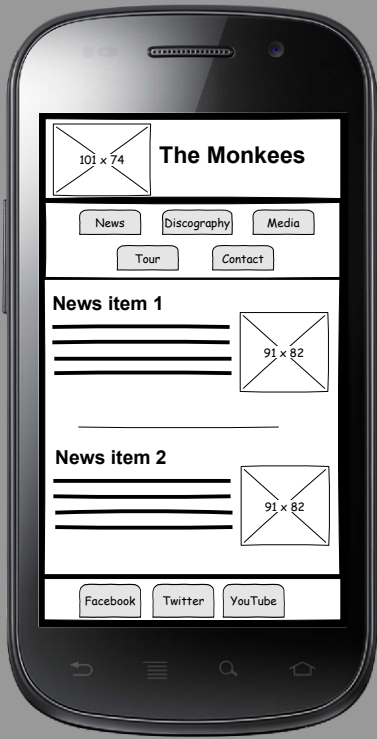 101 x 74
The Monkees
News Discography Media
Tour Contact
News item 1
91 x 82
News item 2
91 x 82
Facebook Twitter YouTube